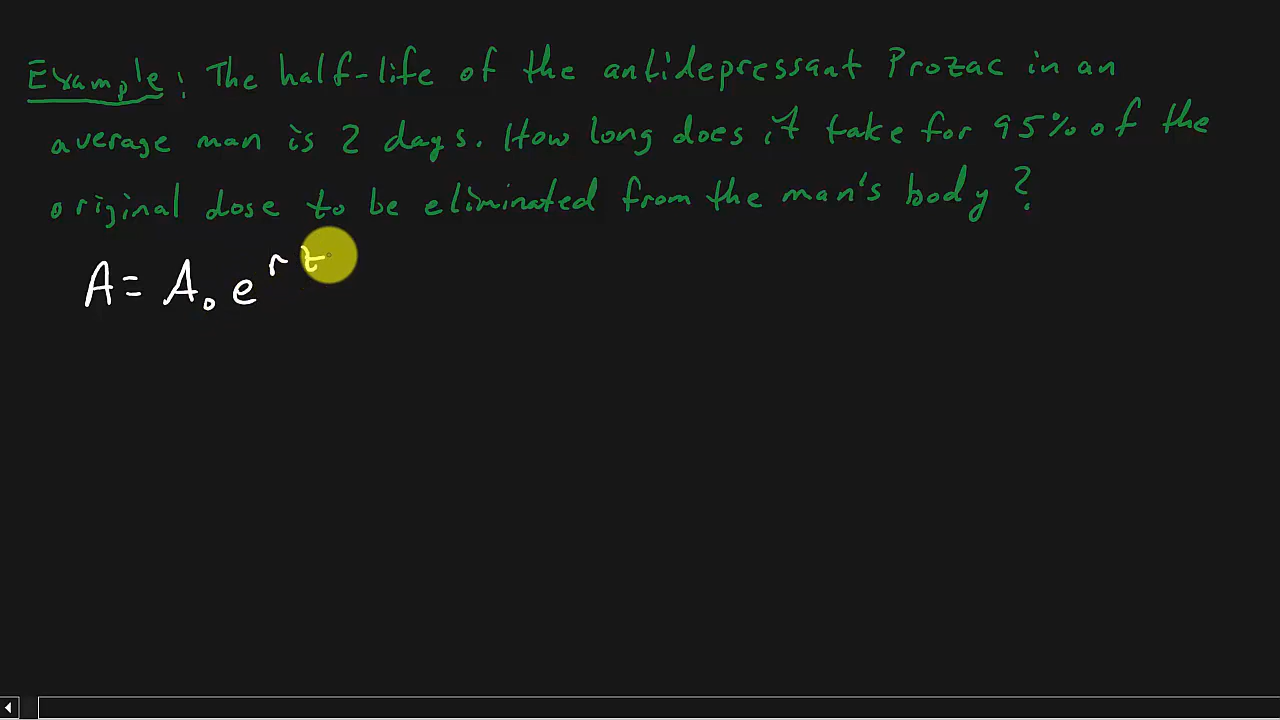 Example: The half-life of the antidepressant Prozac in an
average man is 2 days. How long does it take for 95% of the
original dose to be eliminated from the man's body?
A = A₀ e^{rt}